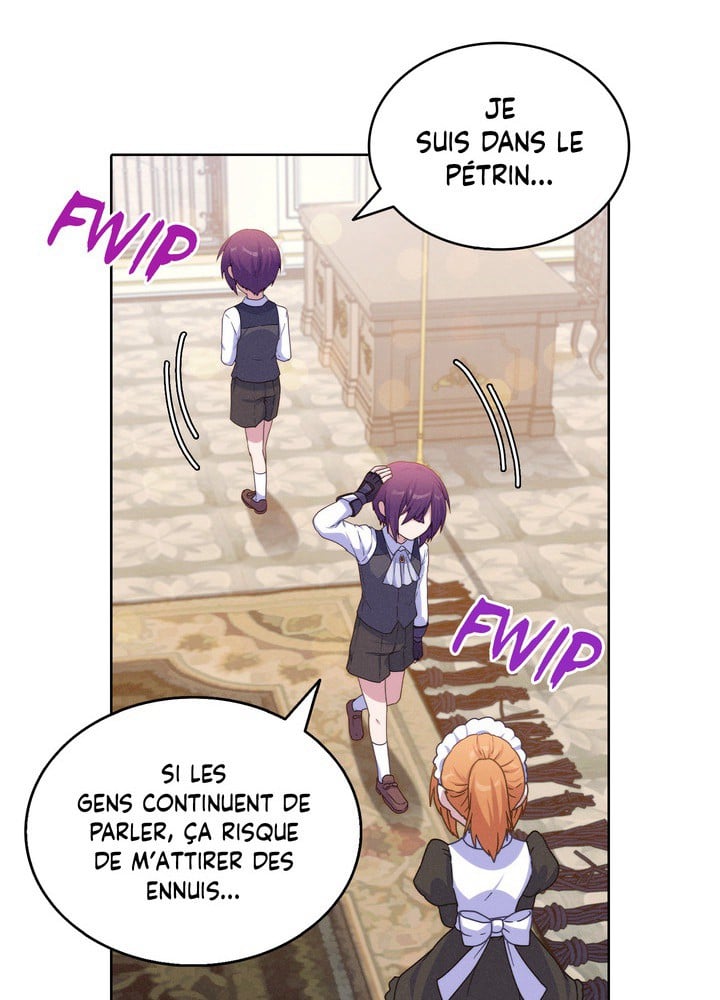 JE
SUIS DANS LE
PÉTRIN...
FWIP
FWIP
SI LES
GENS CONTINUENT DE
PARLER, ÇA RISQUE
DE M'ATTIRER DES
ENNUIS...